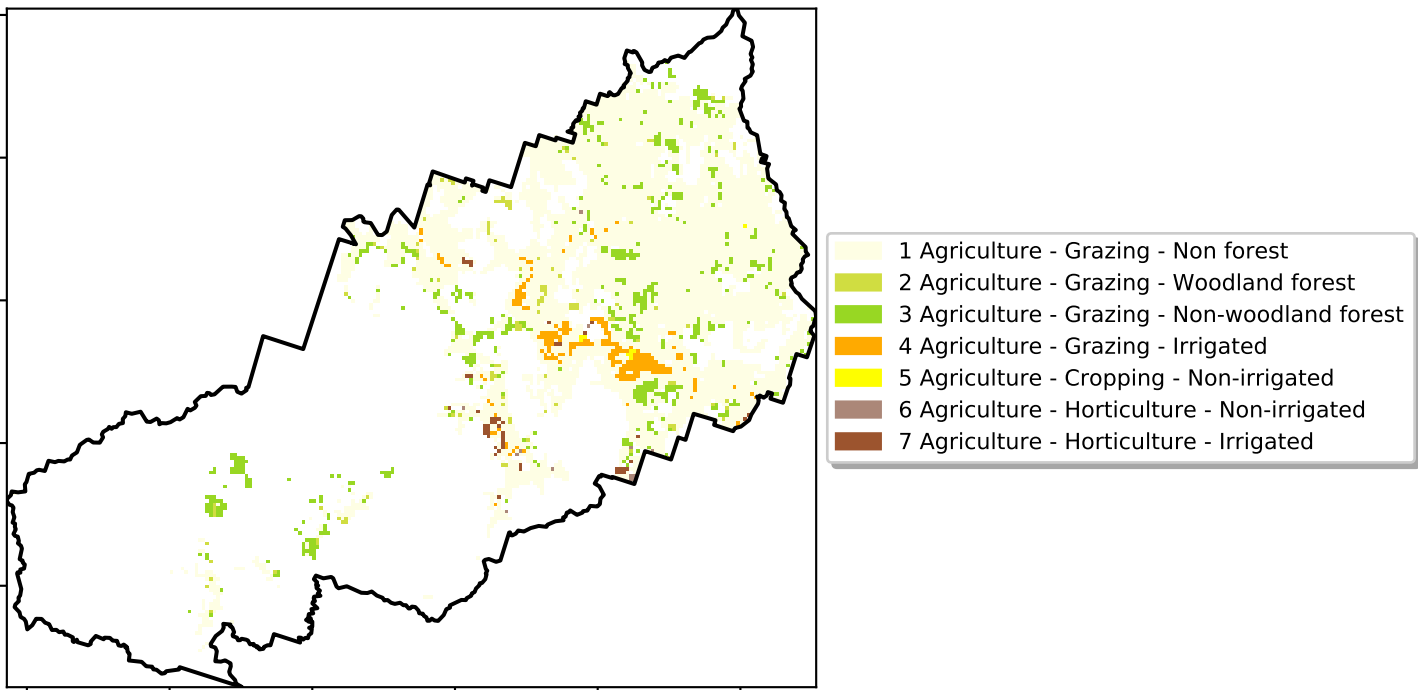 1 Agriculture - Grazing - Non forest
2 Agriculture - Grazing - Woodland forest
3 Agriculture - Grazing - Non-woodland forest
4 Agriculture - Grazing - Irrigated
5 Agriculture - Cropping - Non-irrigated
6 Agriculture - Horticulture - Non-irrigated
7 Agriculture - Horticulture - Irrigated